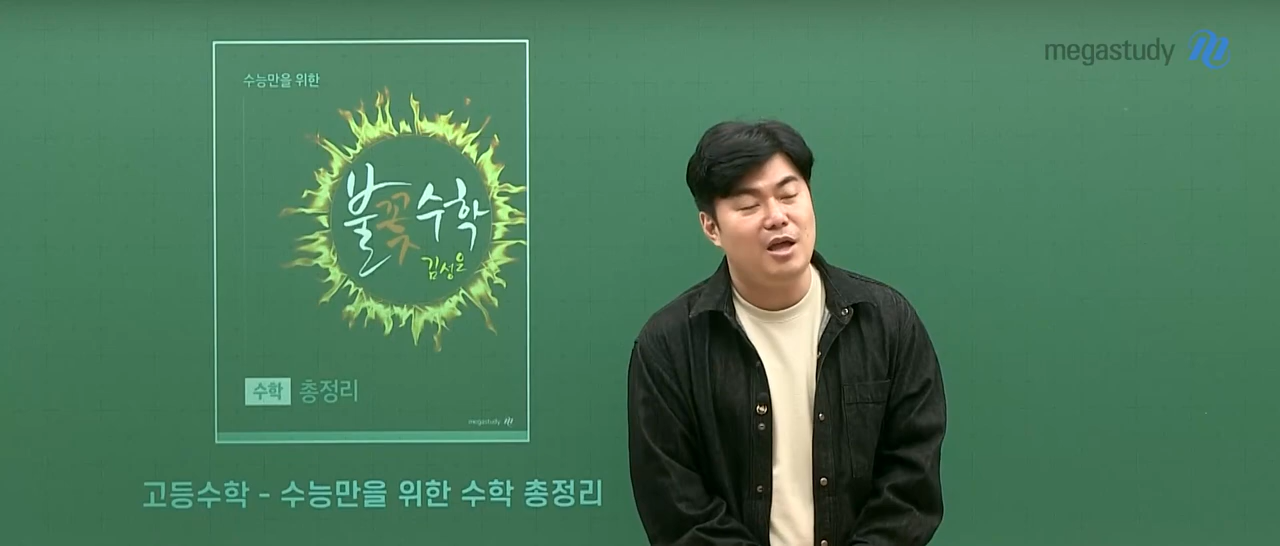 megastudy
수능만을 위한
불꽃수학
김성은
수학 총정리
megastudy
고등수학 - 수능만을 위한 수학 총정리